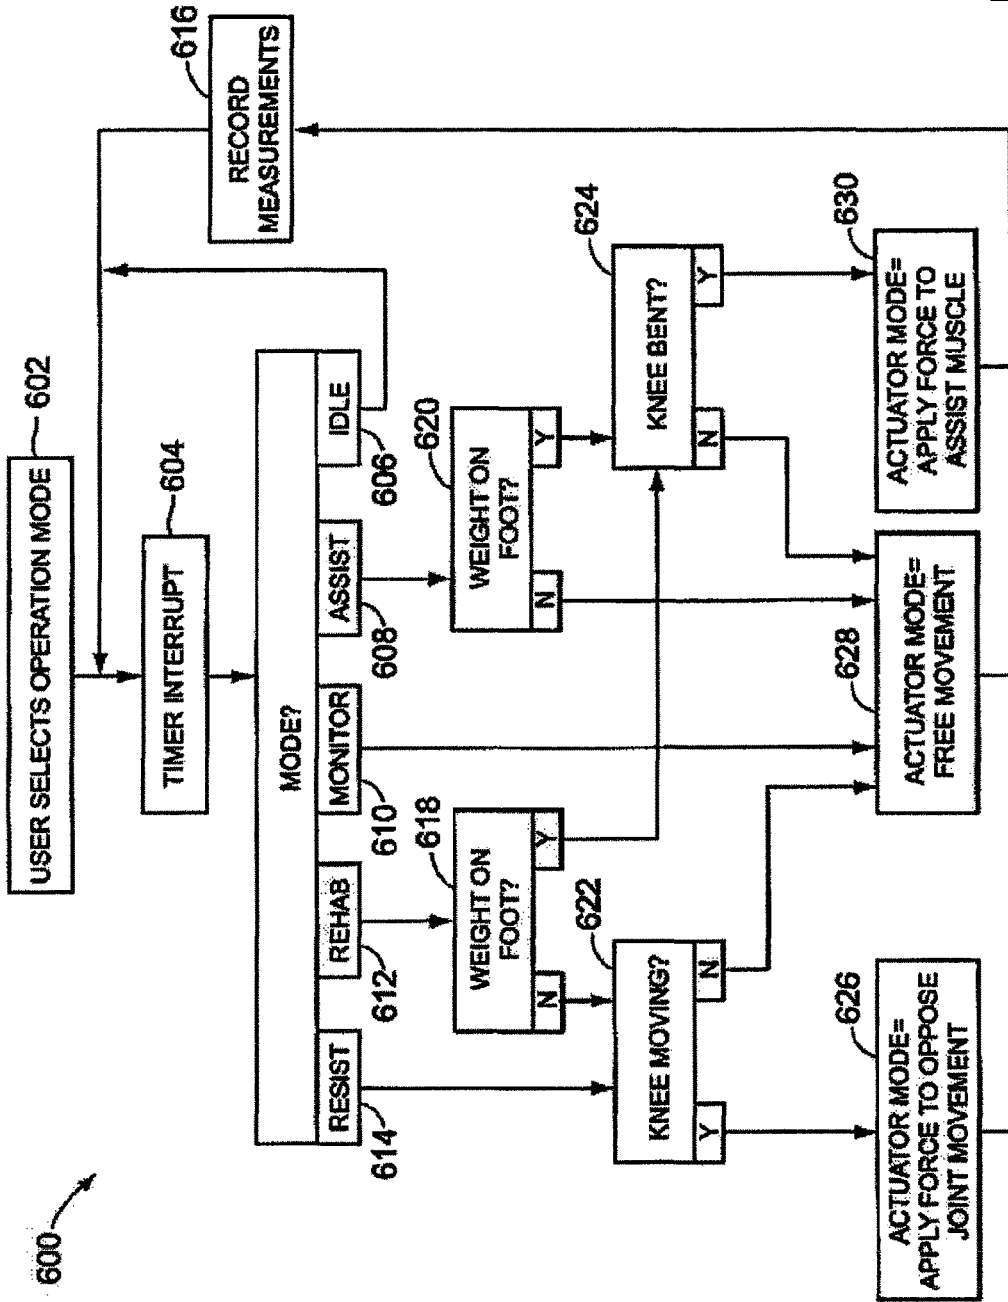 600
USER SELECTS OPERATION MODE
602
TIMER INTERRUPT
604
RECORD
MEASUREMENTS
616
MODE?
RESIST
REHAB
MONITOR
ASSIST
IDLE
614
612
610
608
606
WEIGHT ON
FOOT?
N
Y
618
WEIGHT ON
FOOT?
N
Y
620
KNEE MOVING?
Y
N
622
KNEE BENT?
N
Y
624
ACTUATOR MODE=
APPLY FORCE TO OPPOSE
JOINT MOVEMENT
626
ACTUATOR MODE=
FREE MOVEMENT
628
ACTUATOR MODE=
APPLY FORCE TO
ASSIST MUSCLE
630